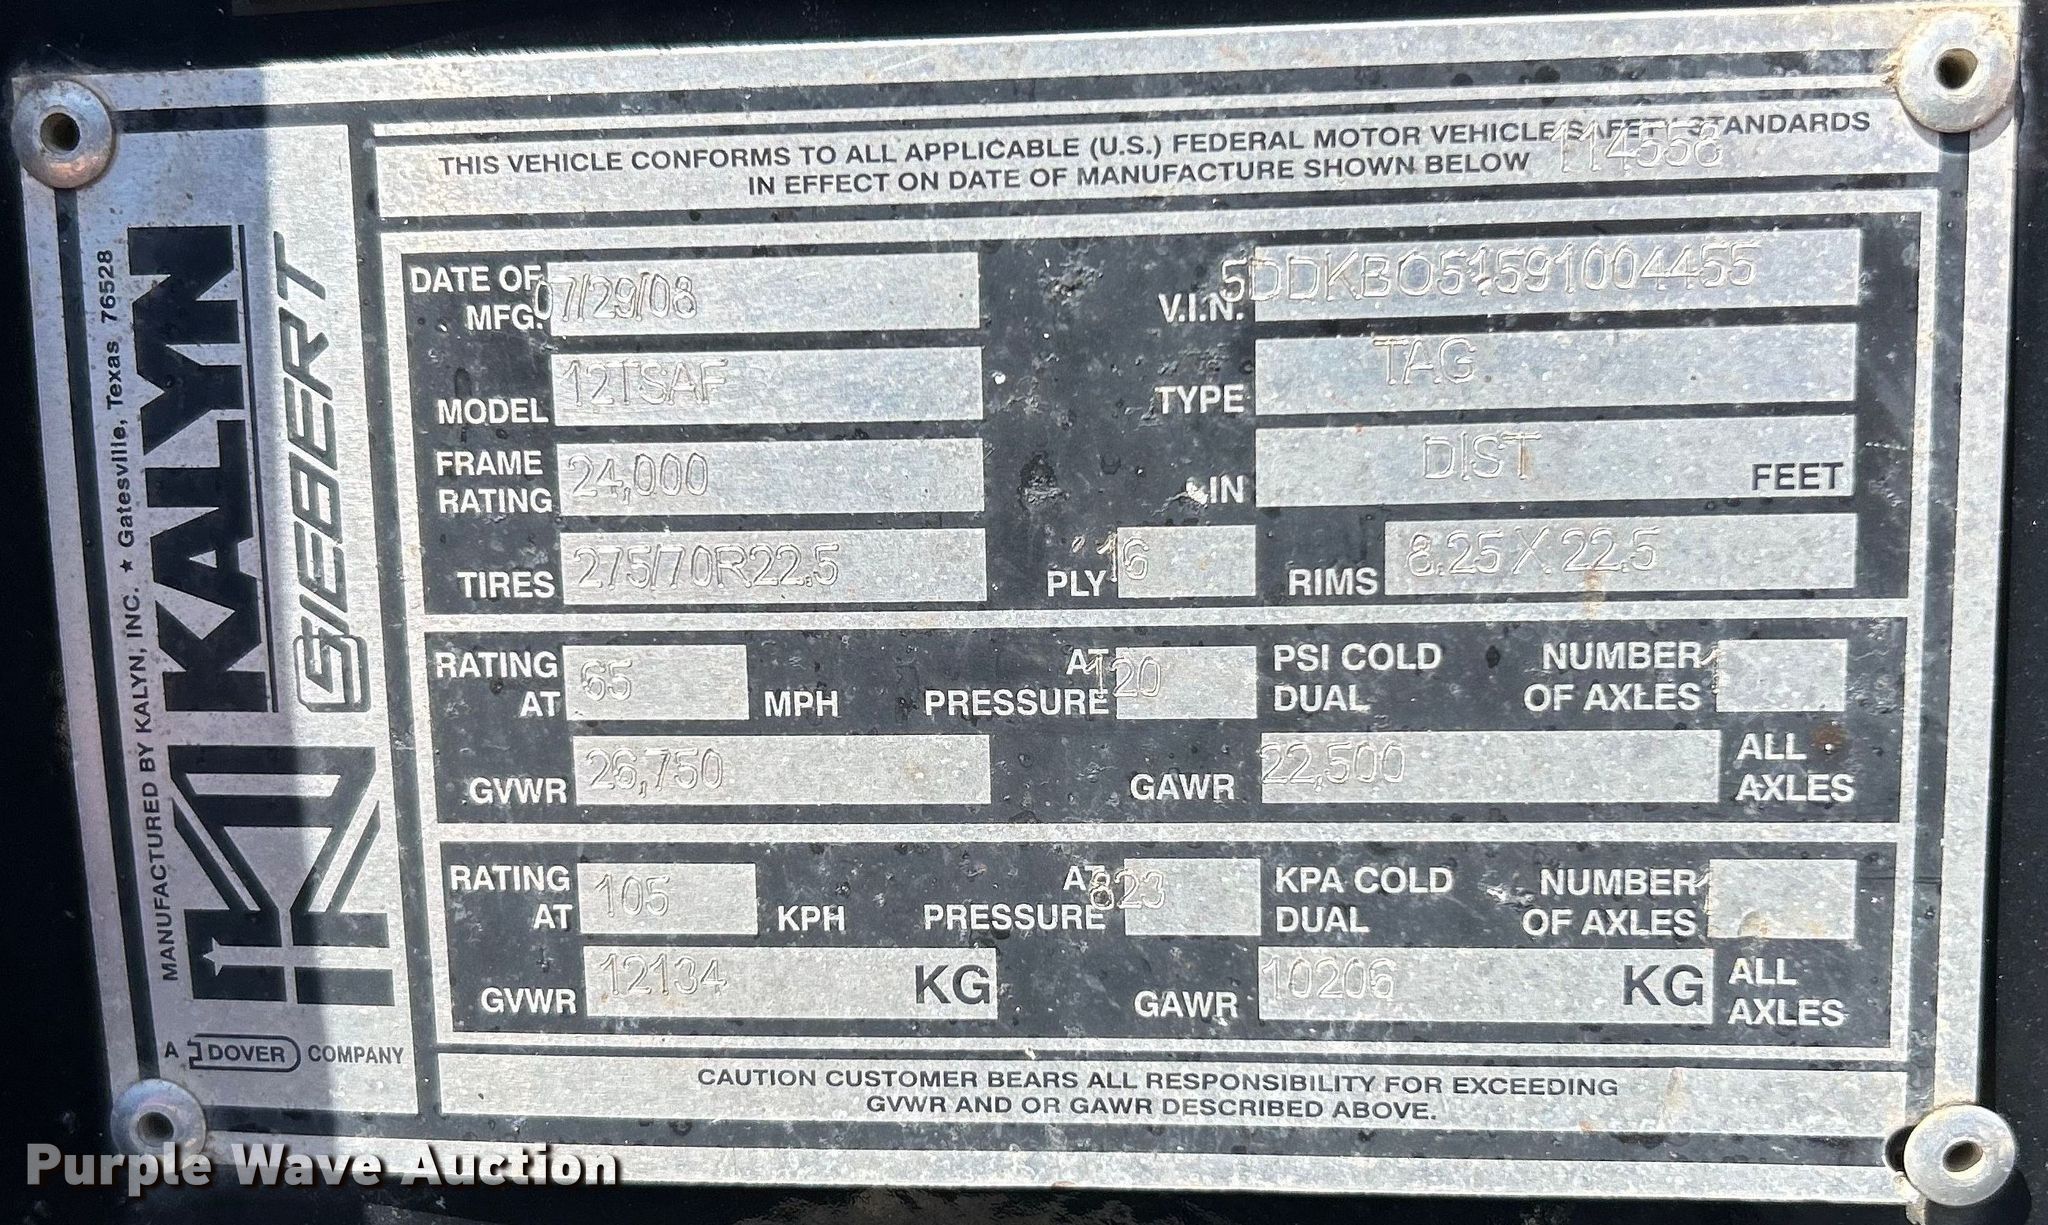 THIS VEHICLE CONFORMS TO ALL APPLICABLE (U.S.) FEDERAL MOTOR VEHICLE SAFETY STANDARDS
IN EFFECT ON DATE OF MANUFACTURE SHOWN BELOW 114558
MANUFACTURED BY KALYN, INC. ★ Gatesville, Texas 76528
KALYN
SIEBERT
A DOVER COMPANY
DATE OF MFG. 07/29/08 V.I.N. 5DDKB051591004455
MODEL 12TSAF TYPE TAG
FRAME RATING 24,000 IN DIST FEET
TIRES 275/70R22.5 PLY 16 RIMS 8.25 X 22.5
RATING AT 65 MPH AT PRESSURE 120 PSI COLD DUAL NUMBER OF AXLES 1
GVWR 26,750 GAWR 22,500 ALL AXLES
RATING AT 105 KPH AT PRESSURE 823 KPA COLD DUAL NUMBER OF AXLES 1
GVWR 12134 KG GAWR 10206 KG ALL AXLES
CAUTION CUSTOMER BEARS ALL RESPONSIBILITY FOR EXCEEDING
GVWR AND OR GAWR DESCRIBED ABOVE.
Purple Wave Auction